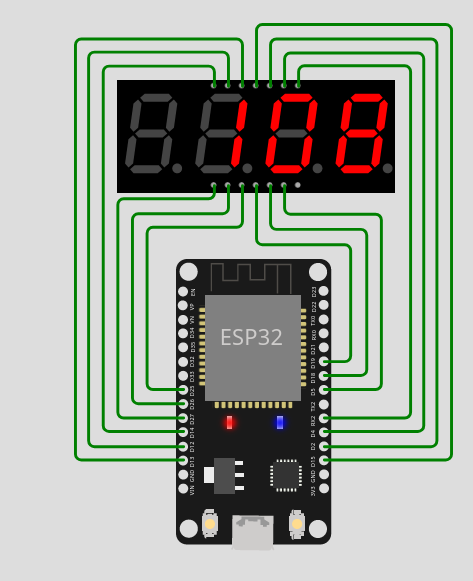 108
ESP32
EN
VP
VN
D34
D35
D32
D33
D25
D26
D27
D14
D12
D13
GND
VIN
D23
D22
TX0
RX0
D21
D19
D18
D5
TX2
RX2
D4
D2
D15
GND
3V3